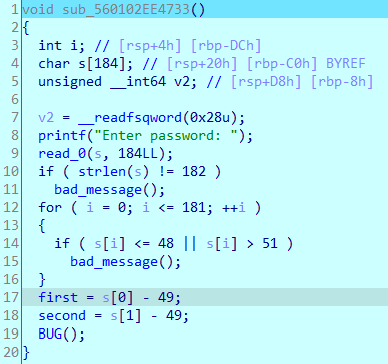 1 void sub_560102EE4733()
2 {
3   int i; // [rsp+4h] [rbp-DCh]
4   char s[184]; // [rsp+20h] [rbp-C0h] BYREF
5   unsigned __int64 v2; // [rsp+D8h] [rbp-8h]
6
7   v2 = __readfsqword(0x28u);
8   printf("Enter password: ");
9   read_0(s, 184LL);
10   if ( strlen(s) != 182 )
11     bad_message();
12   for ( i = 0; i <= 181; ++i )
13   {
14     if ( s[i] <= 48 || s[i] > 51 )
15       bad_message();
16   }
17   first = s[0] - 49;
18   second = s[1] - 49;
19   BUG();
20 }